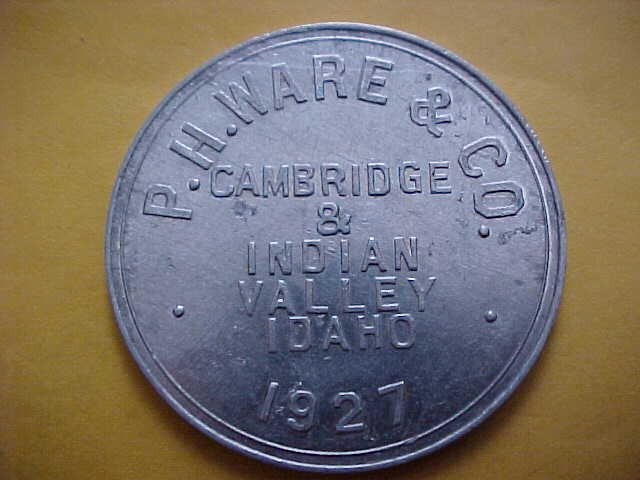 P.H.WARE & CO.
CAMBRIDGE
&
INDIAN
VALLEY
IDAHO
1927